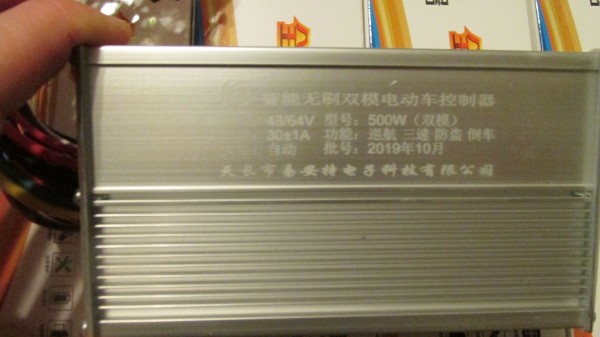 全
智能无刷双模电动车控制器
48/64V 型号：500W（双模）
30±1A 功能：巡航 三速 防盗 倒车
自动 批号：2019年10月
天长市易安特电子科技有限公司